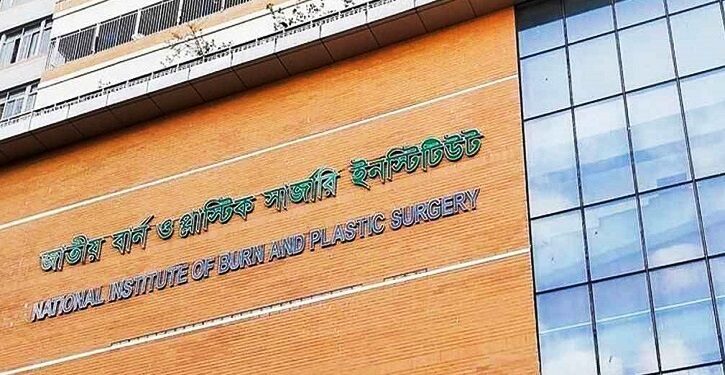 জাতীয় বার্ন ও প্লাস্টিক সার্জারি ইনস্টিটিউট
NATIONAL INSTITUTE OF BURN AND PLASTIC SURGERY